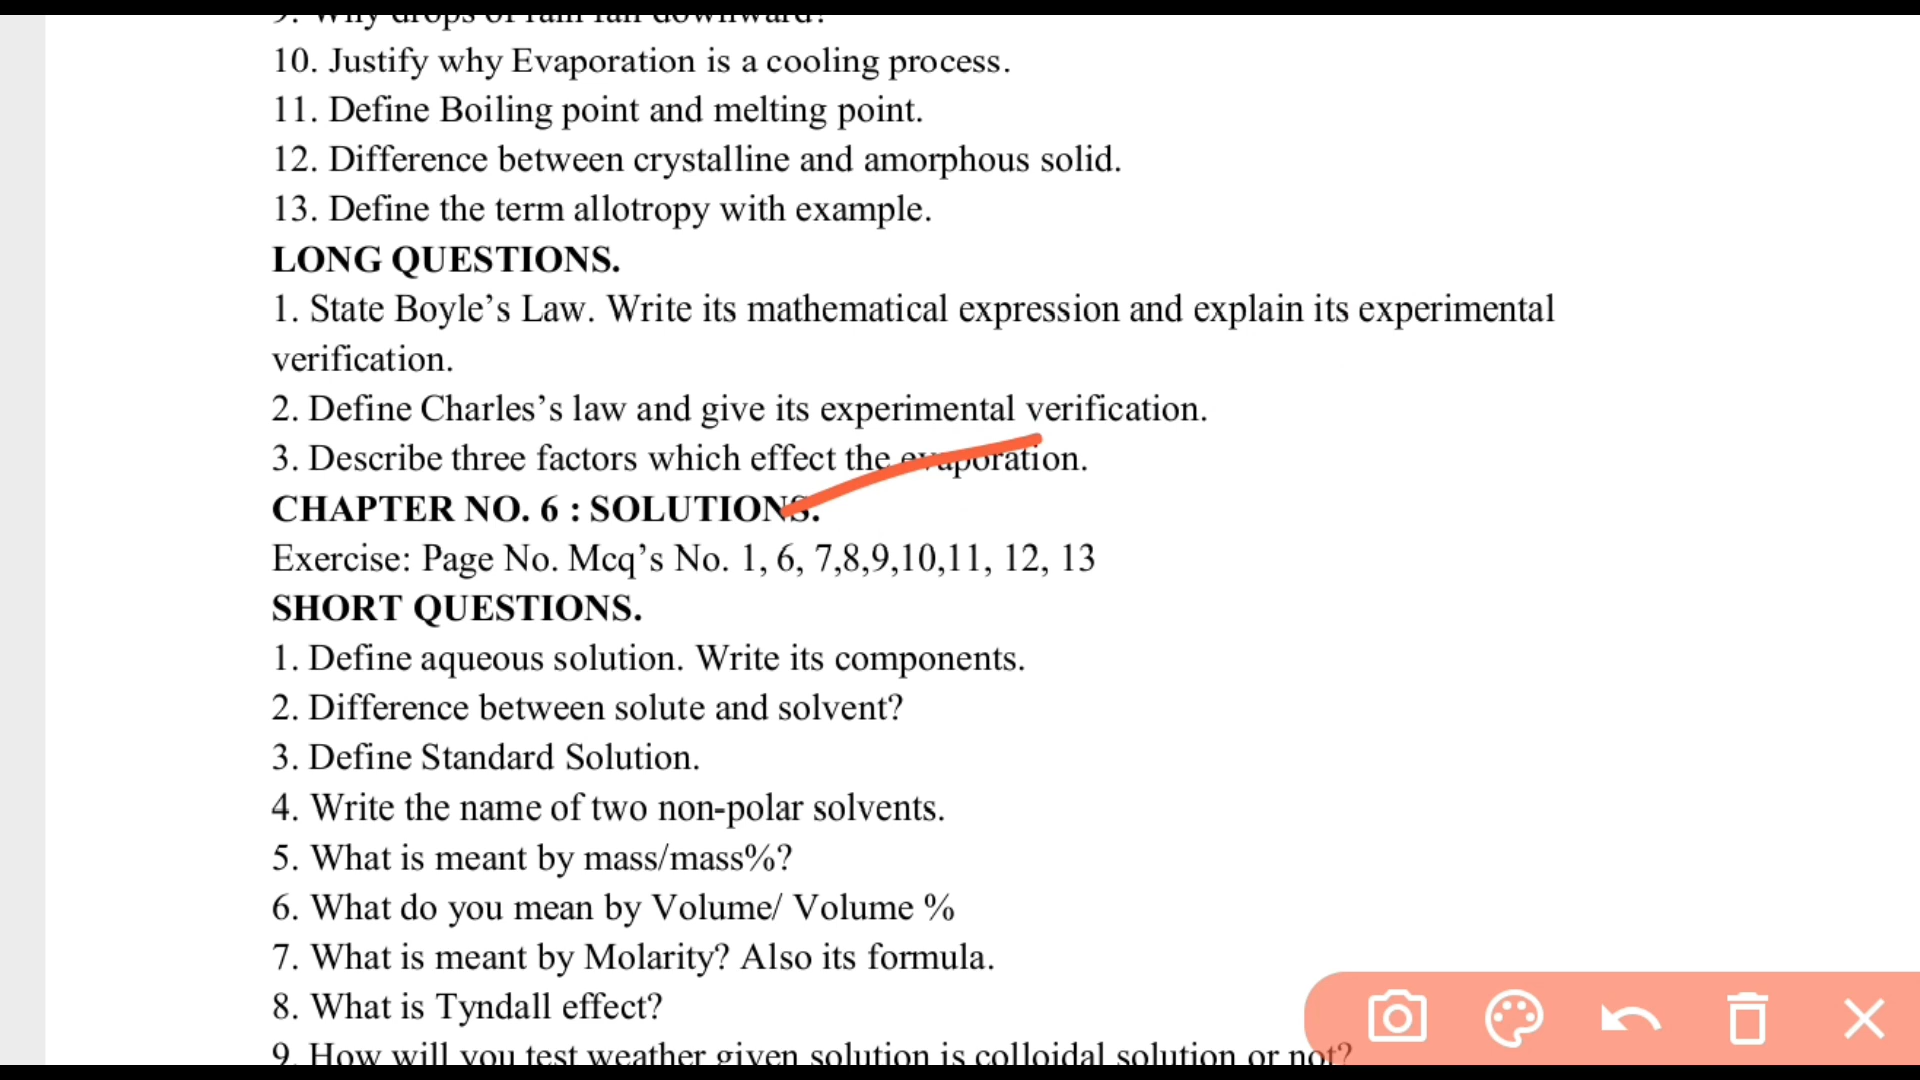 9. Why drops of rain fall downward?
10. Justify why Evaporation is a cooling process.
11. Define Boiling point and melting point.
12. Difference between crystalline and amorphous solid.
13. Define the term allotropy with example.
LONG QUESTIONS.
1. State Boyle’s Law. Write its mathematical expression and explain its experimental
verification.
2. Define Charles’s law and give its experimental verification.
3. Describe three factors which effect the evaporation.
CHAPTER NO. 6 : SOLUTIONS.
Exercise: Page No. Mcq’s No. 1, 6, 7,8,9,10,11, 12, 13
SHORT QUESTIONS.
1. Define aqueous solution. Write its components.
2. Difference between solute and solvent?
3. Define Standard Solution.
4. Write the name of two non-polar solvents.
5. What is meant by mass/mass%?
6. What do you mean by Volume/ Volume %
7. What is meant by Molarity? Also its formula.
8. What is Tyndall effect?
9. How will you test weather given solution is colloidal solution or not?